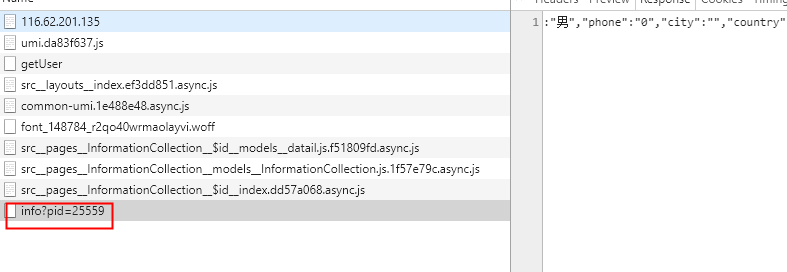 Name
Headers Preview Response Cookies Timing
116.62.201.135
1 :"男","phone":"0","city":"","country"
umi.da83f637.js
getUser
src__layouts__index.ef3dd851.async.js
common-umi.1e488e48.async.js
font_148784_r2qo40wrmaolayvi.woff
src__pages__InformationCollection__$id__models__datail.js.f51809fd.async.js
src__pages__InformationCollection__models__InformationCollection.js.1f57e79c.async.js
src__pages__InformationCollection__$id__index.dd57a068.async.js
info?pid=25559